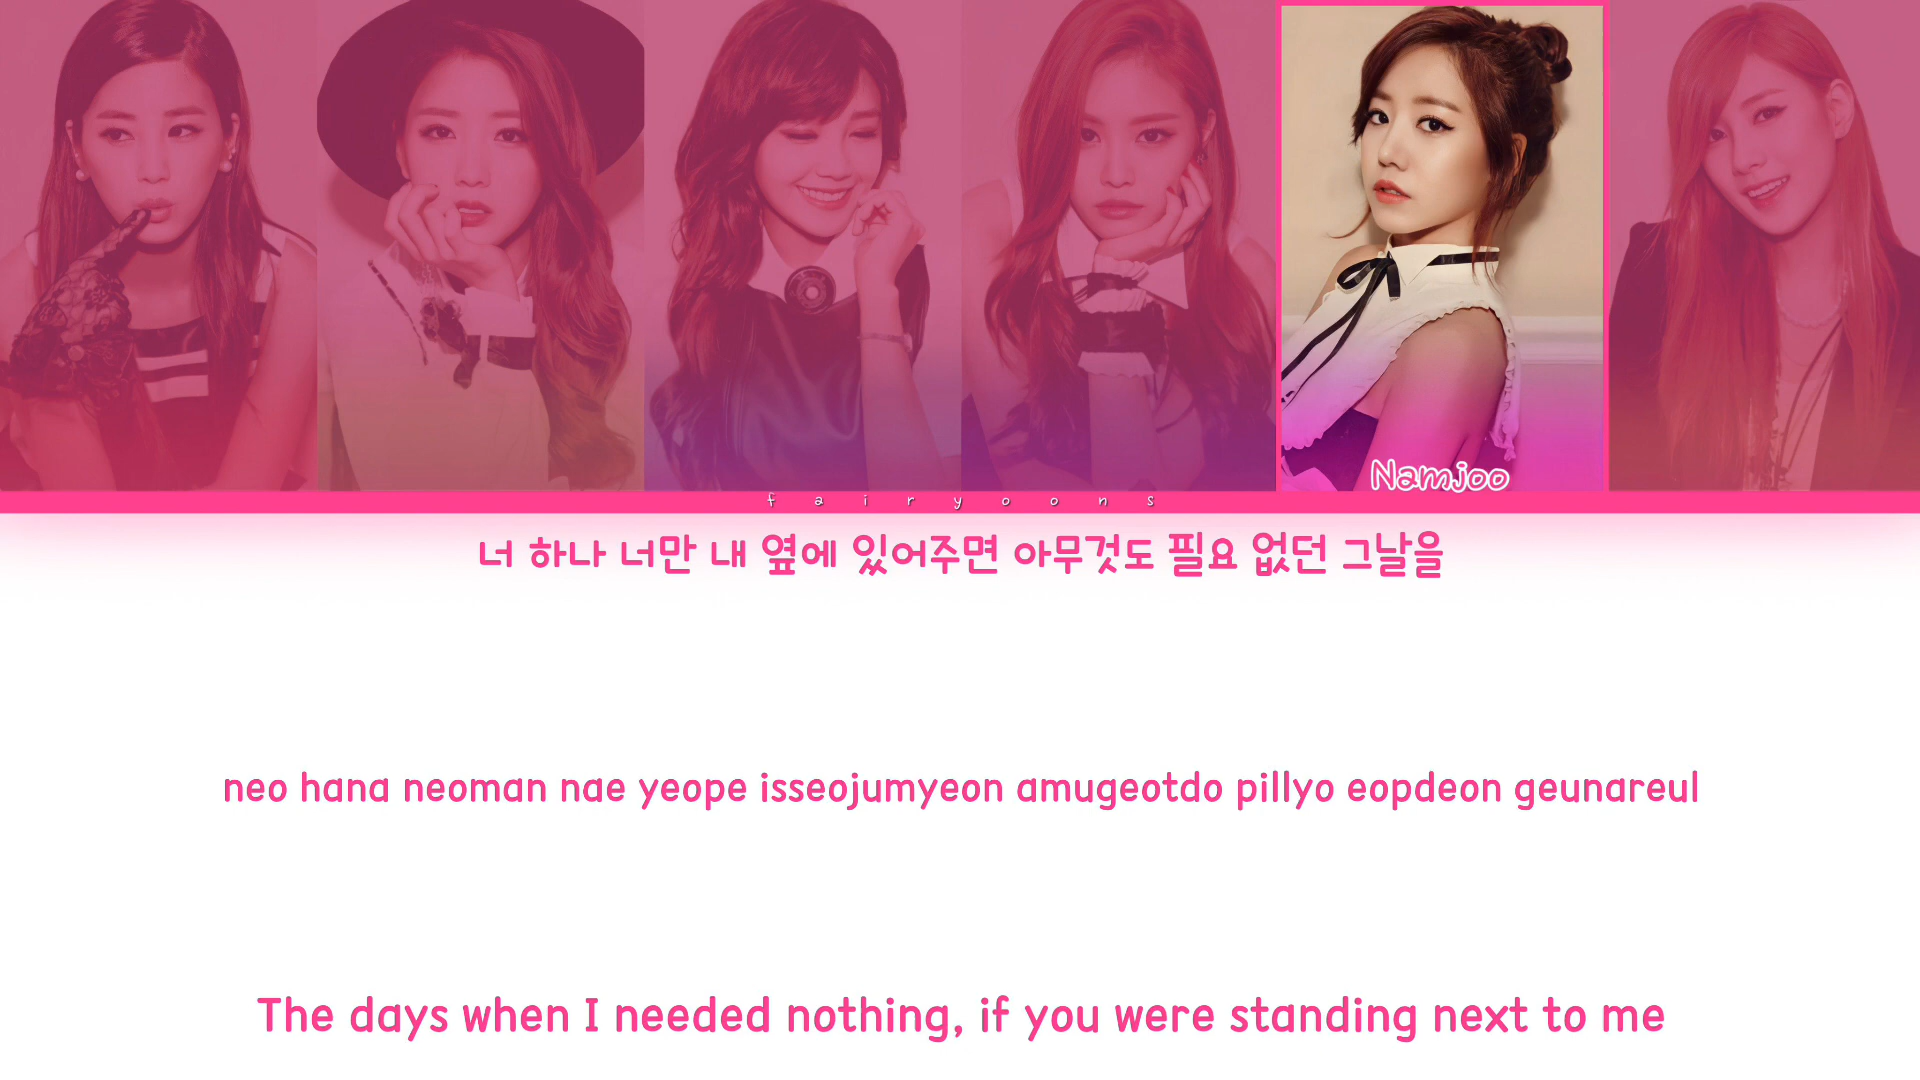 Namjoo
fairyoons
너 하나 너만 내 옆에 있어주면 아무것도 필요 없던 그날을
neo hana neoman nae yeope isseojumyeon amugeotdo pillyo eopdeon geunareul
The days when I needed nothing, if you were standing next to me